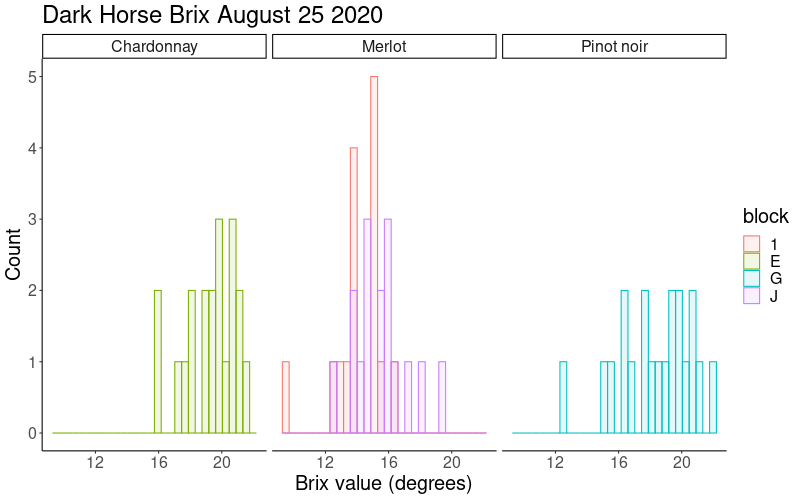 Dark Horse Brix August 25 2020
Chardonnay Merlot Pinot noir
5
4
3
2
1
0
Count
12 16 20 12 16 20 12 16 20
Brix value (degrees)
block
1
E
G
J